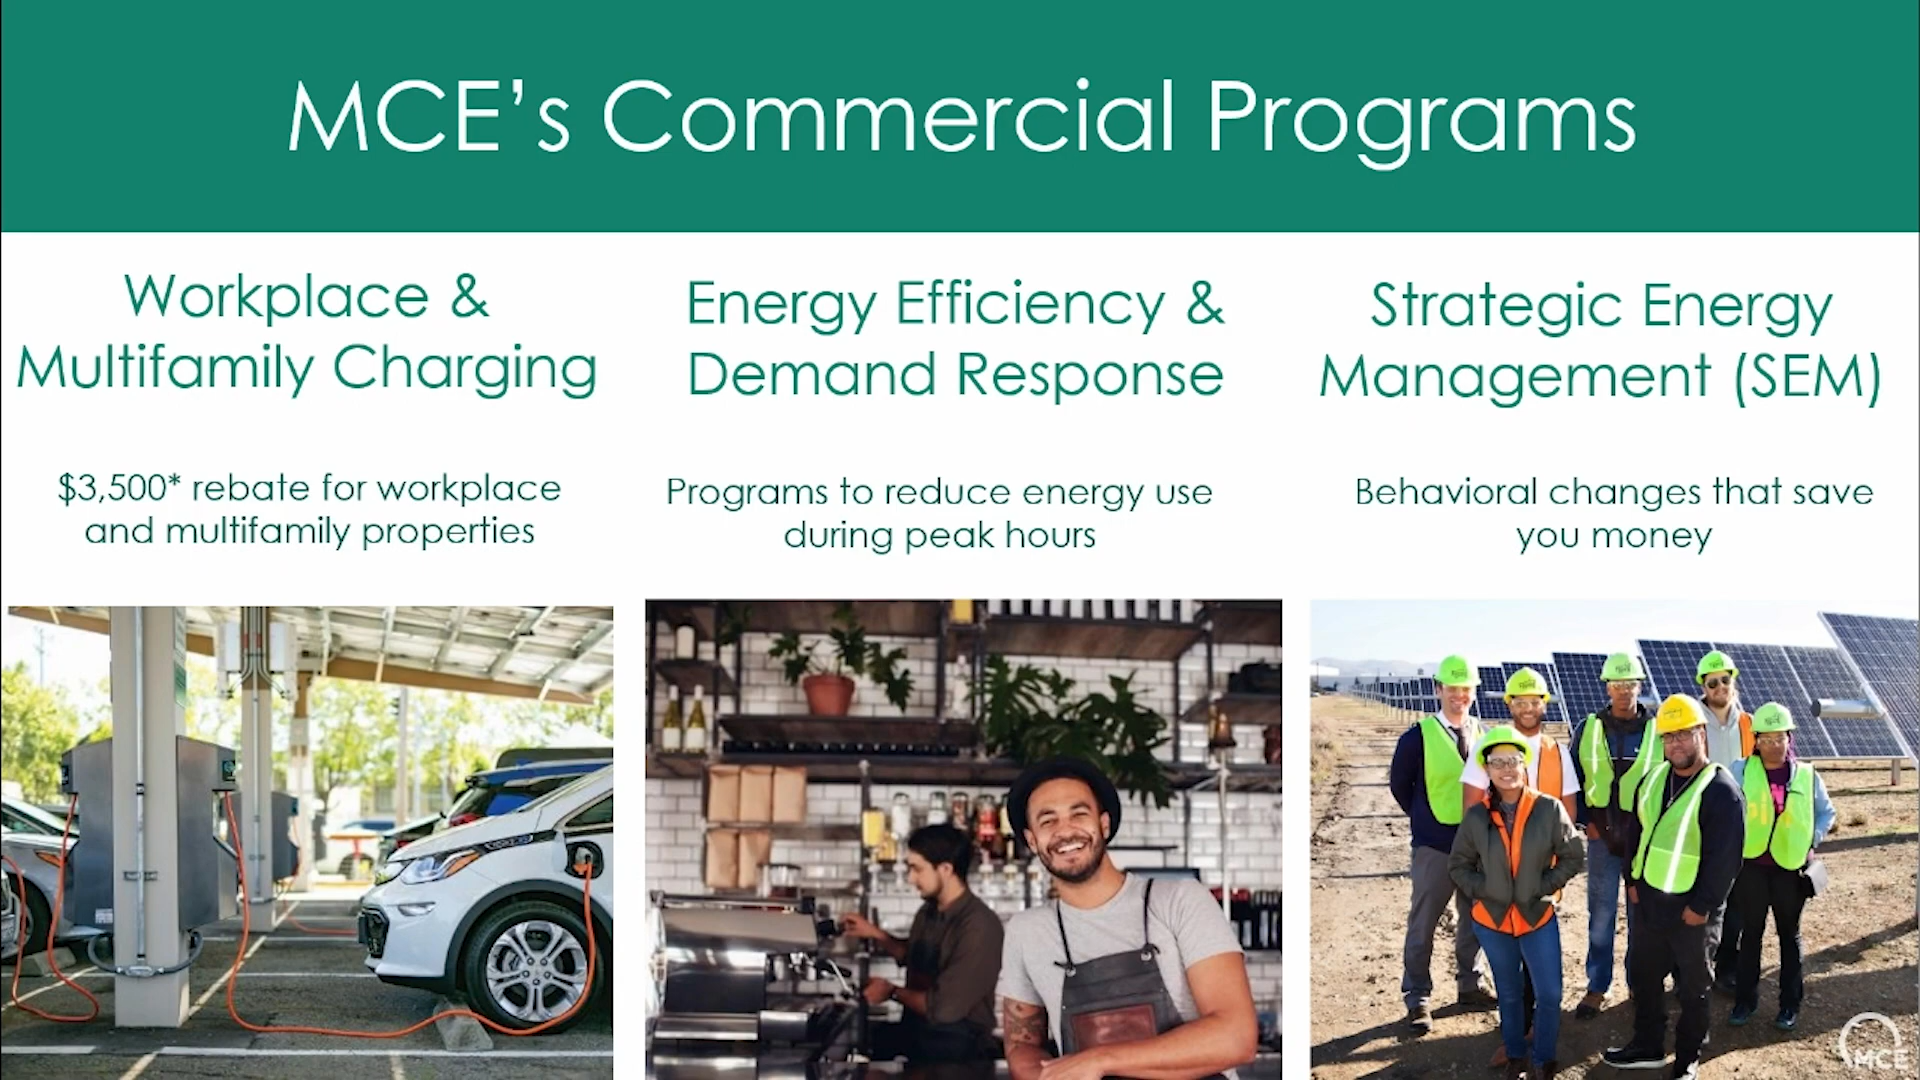 MCE’s Commercial Programs
Workplace &
Multifamily Charging
$3,500* rebate for workplace
and multifamily properties
Energy Efficiency &
Demand Response
Programs to reduce energy use
during peak hours
Strategic Energy
Management (SEM)
Behavioral changes that save
you money
MCE